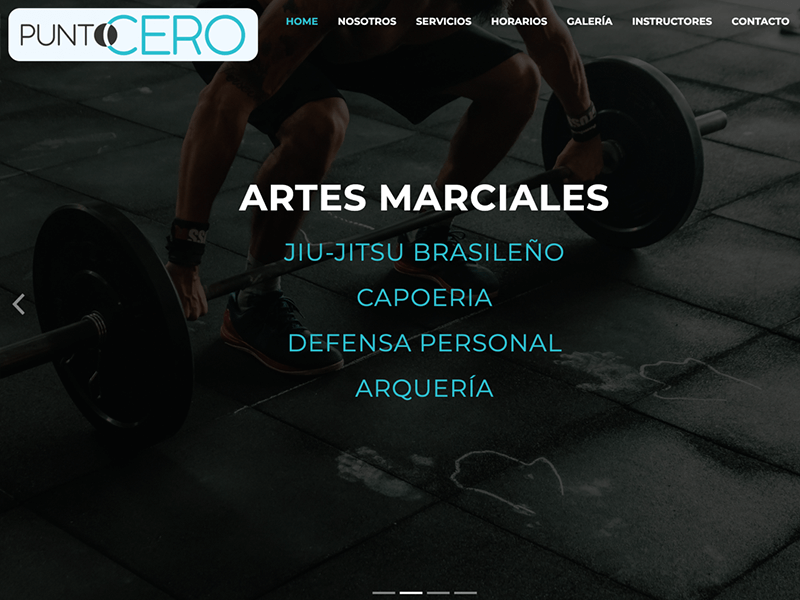 PUNTO CERO
HOME NOSOTROS SERVICIOS HORARIOS GALERÍA INSTRUCTORES CONTACTO
ARTES MARCIALES
JIU-JITSU BRASILEÑO
CAPOERIA
DEFENSA PERSONAL
ARQUERÍA